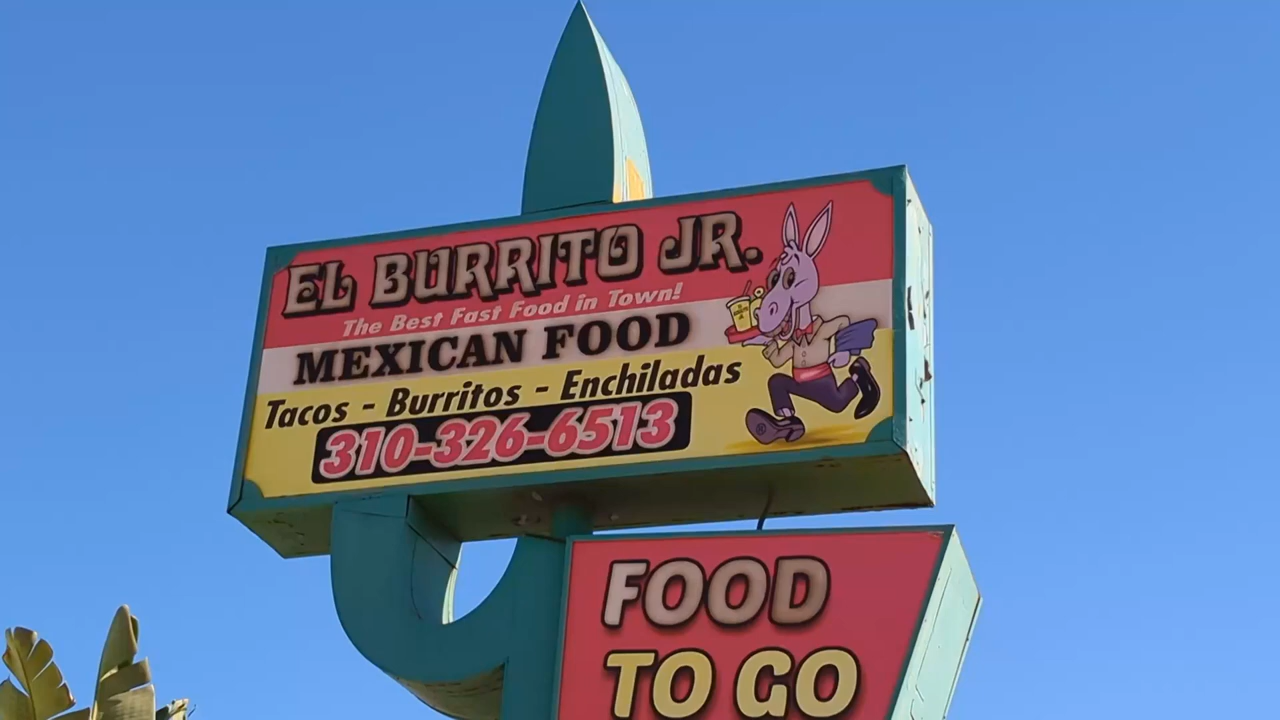 EL BURRITO JR.
The Best Fast Food in Town!
MEXICAN FOOD
Tacos - Burritos - Enchiladas
310-326-6513
FOOD
TO GO